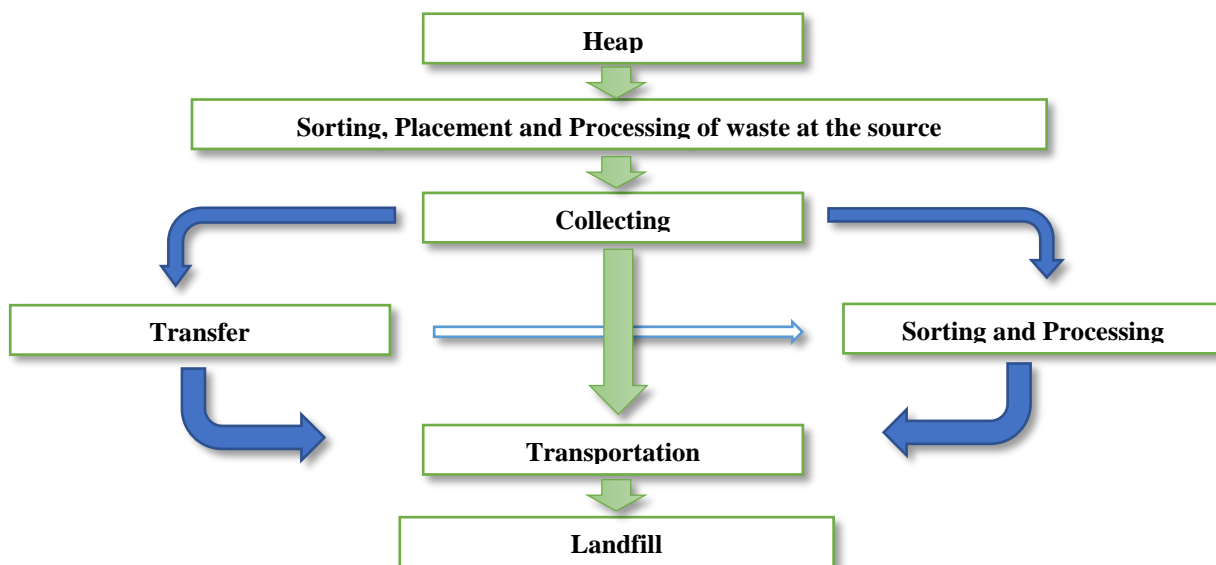 Heap
Sorting, Placement and Processing of waste at the source
Collecting
Transfer
Sorting and Processing
Transportation
Landfill